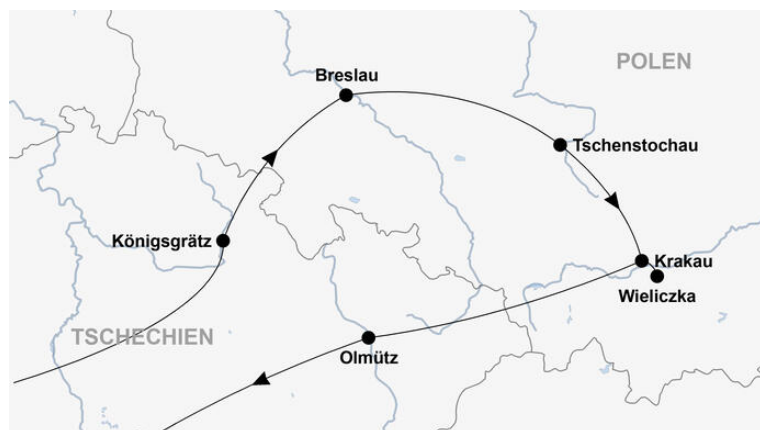 POLEN
Breslau
Tschenstochau
Königsgrätz
Krakau
Wieliczka
TSCHECHIEN
Olmütz